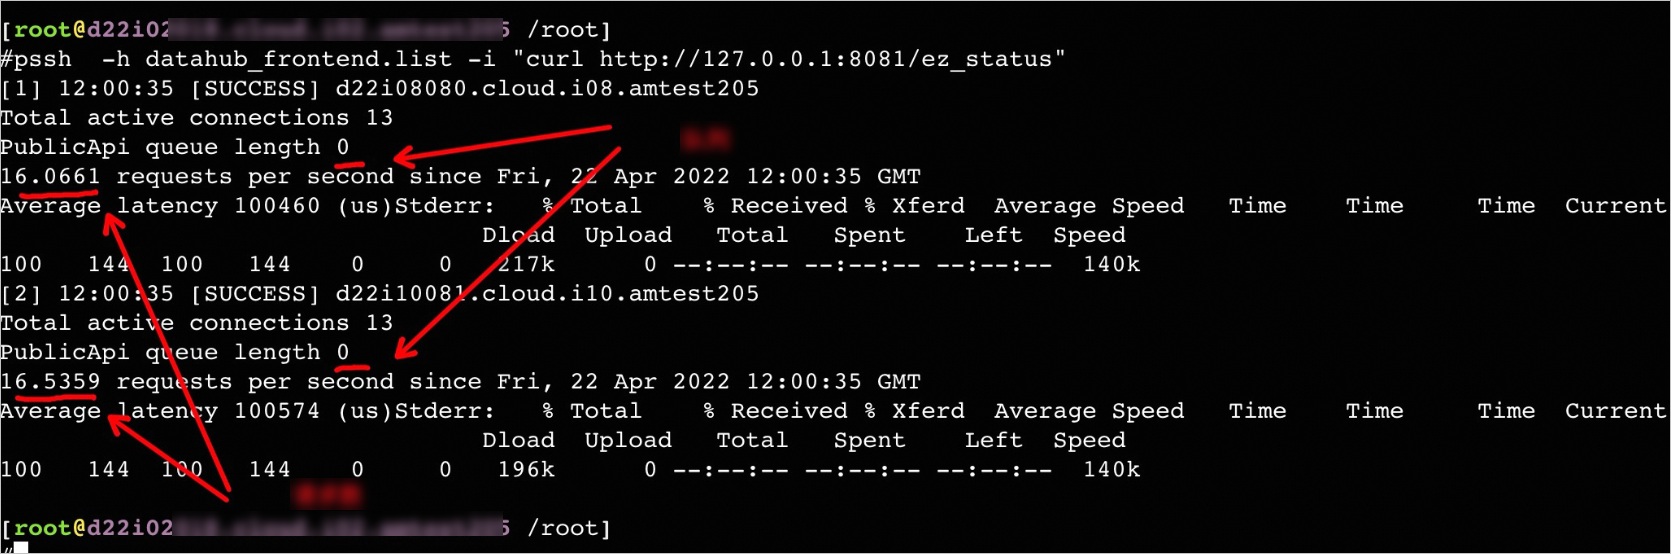 [root@d22i02 5 /root]
#pssh  -h datahub_frontend.list -i "curl http://127.0.0.1:8081/ez_status"
[1] 12:00:35 [SUCCESS] d22i08080.cloud.i08.amtest205
Total active connections 13
PublicApi queue length 0
16.0661 requests per second since Fri, 22 Apr 2022 12:00:35 GMT
Average latency 100460 (us)Stderr:   % Total    % Received % Xferd  Average Speed   Time    Time     Time  Current
                                 Dload  Upload   Total   Spent    Left  Speed
100   144  100   144    0     0   217k      0 --:--:-- --:--:-- --:--:--  140k
[2] 12:00:35 [SUCCESS] d22i10081.cloud.i10.amtest205
Total active connections 13
PublicApi queue length 0
16.5359 requests per second since Fri, 22 Apr 2022 12:00:35 GMT
Average latency 100574 (us)Stderr:   % Total    % Received % Xferd  Average Speed   Time    Time     Time  Current
                                 Dload  Upload   Total   Spent    Left  Speed
100   144  100   144    0     0   196k      0 --:--:-- --:--:-- --:--:--  140k
[root@d22i02 5 /root]
#